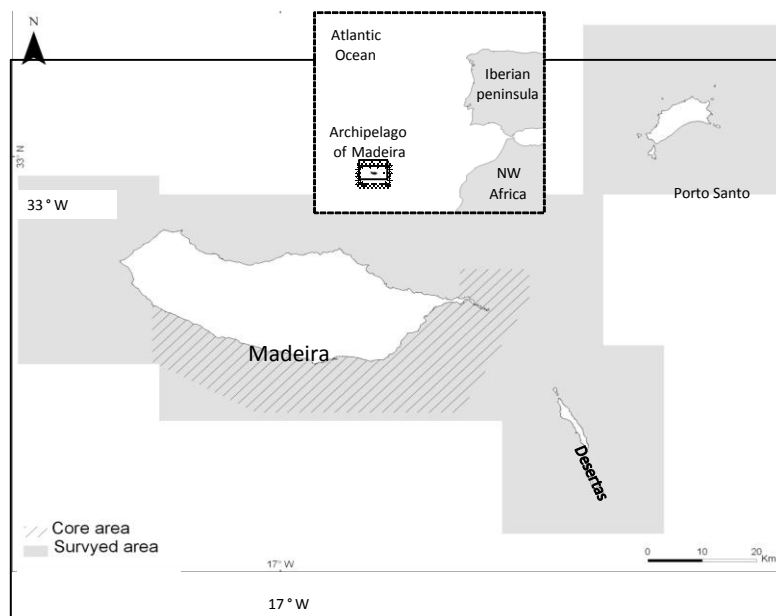 N
Atlantic
Ocean
Iberian
peninsula
Archipelago
of Madeira
NW
Africa
33° N
33° W
Porto Santo
Madeira
Desertas
Core area
Survyed area
17° W
0 10 20
Km
17° W